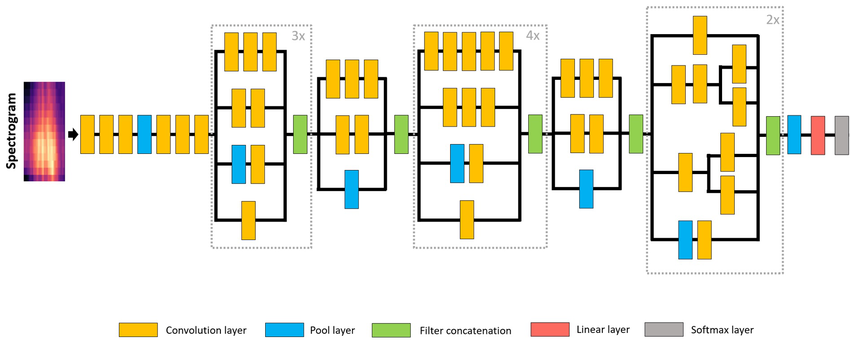 Spectrogram
3x
4x
2x
Convolution layer
Pool layer
Filter concatenation
Linear layer
Softmax layer